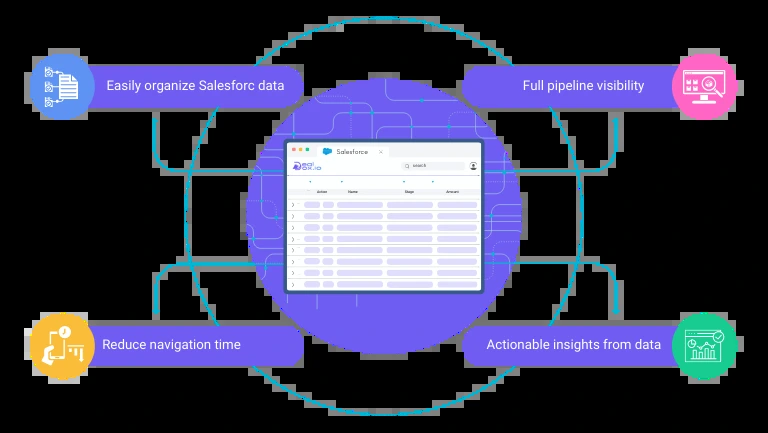 Easily organize Salesforc data
Full pipeline visibility
Salesforce
search
Action Name Stage Amount
Reduce navigation time
Actionable insights from data